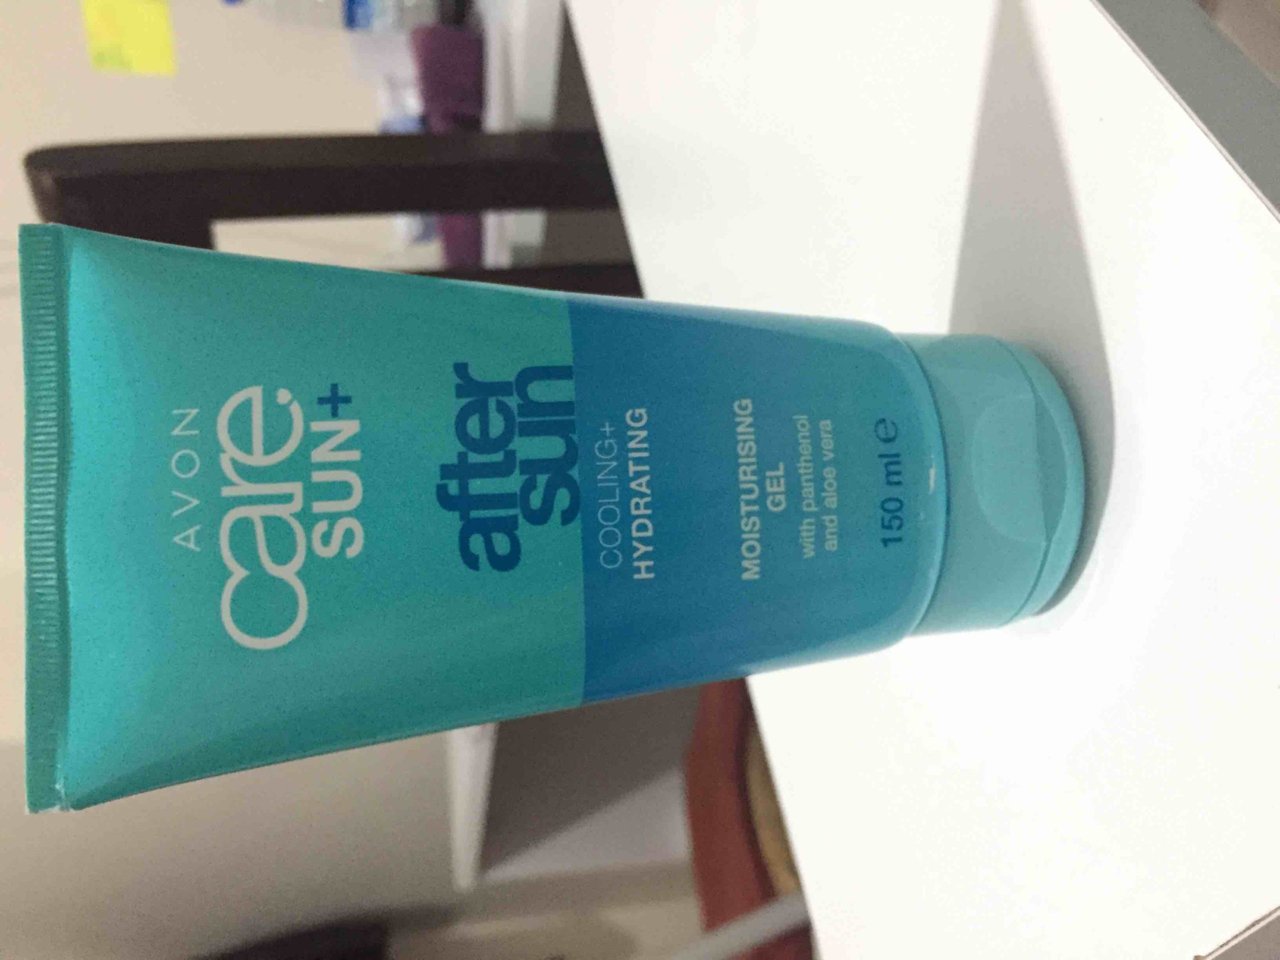 AVON
care.
SUN+
after
sun
COOLING+
HYDRATING
MOISTURISING
GEL
with panthenol
and aloe vera
150 ml ℮